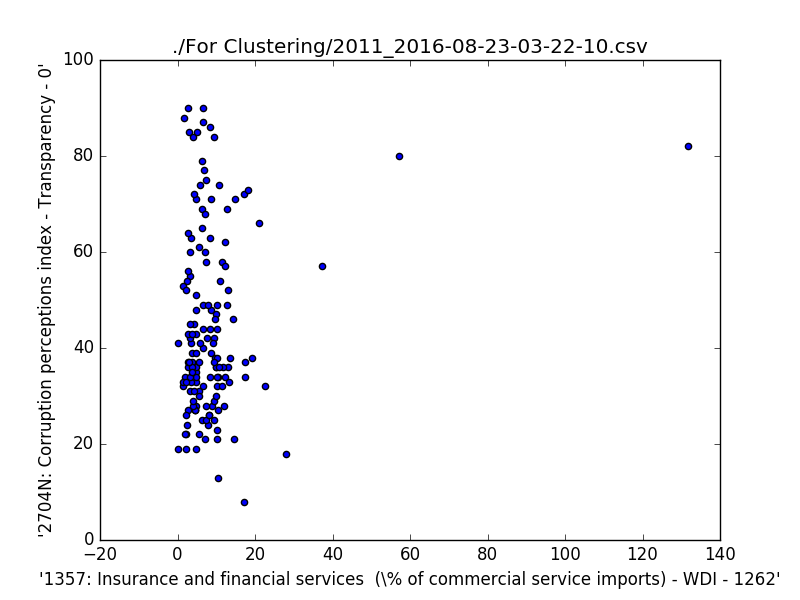 ./For Clustering/2011_2016-08-23-03-22-10.csv
100
80
60
40
20
0
'2704N: Corruption perceptions index - Transparency - 0'
−20 0 20 40 60 80 100 120 140
'1357: Insurance and financial services  (\% of commercial service imports) - WDI - 1262'